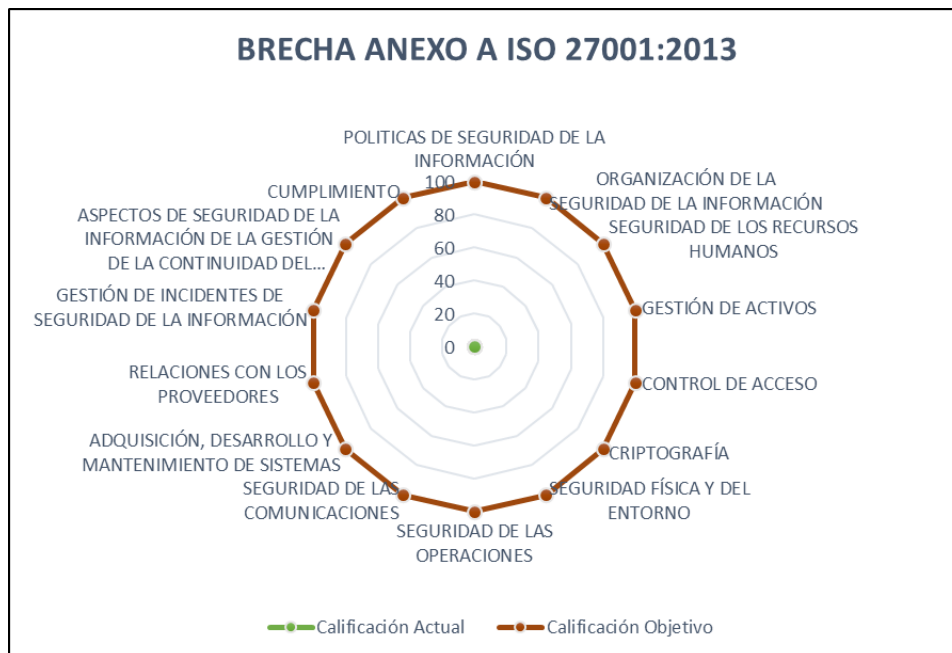 BRECHA ANEXO A ISO 27001:2013
POLITICAS DE SEGURIDAD DE LA
INFORMACIÓN
ORGANIZACIÓN DE LA
SEGURIDAD DE LA INFORMACIÓN
SEGURIDAD DE LOS RECURSOS
HUMANOS
GESTIÓN DE ACTIVOS
CONTROL DE ACCESO
CRIPTOGRAFÍA
SEGURIDAD FÍSICA Y DEL
ENTORNO
SEGURIDAD DE LAS
OPERACIONES
SEGURIDAD DE LAS
COMUNICACIONES
ADQUISICIÓN, DESARROLLO Y
MANTENIMIENTO DE SISTEMAS
RELACIONES CON LOS
PROVEEDORES
GESTIÓN DE INCIDENTES DE
SEGURIDAD DE LA INFORMACIÓN
ASPECTOS DE SEGURIDAD DE LA
INFORMACIÓN DE LA GESTIÓN
DE LA CONTINUIDAD DEL...
CUMPLIMIENTO
100
80
60
40
20
0
Calificación Actual
Calificación Objetivo